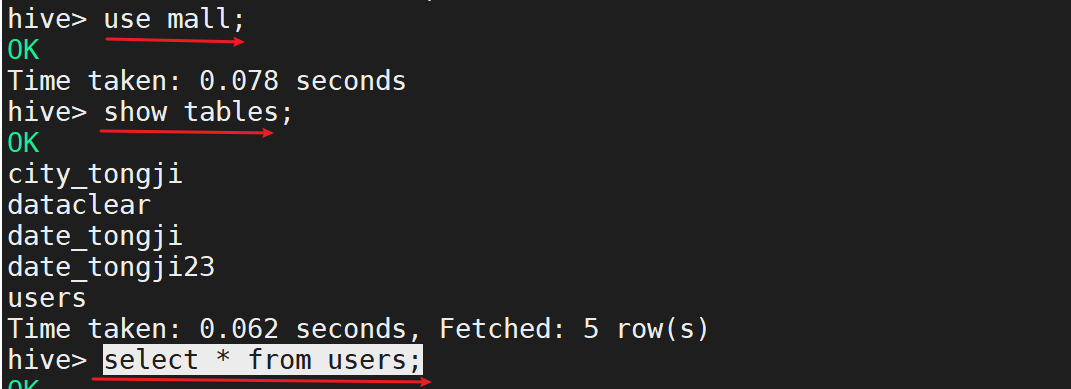 hive> use mall;
OK
Time taken: 0.078 seconds
hive> show tables;
OK
city_tongji
dataclear
date_tongji
date_tongji23
users
Time taken: 0.062 seconds, Fetched: 5 row(s)
hive> select * from users;
OK